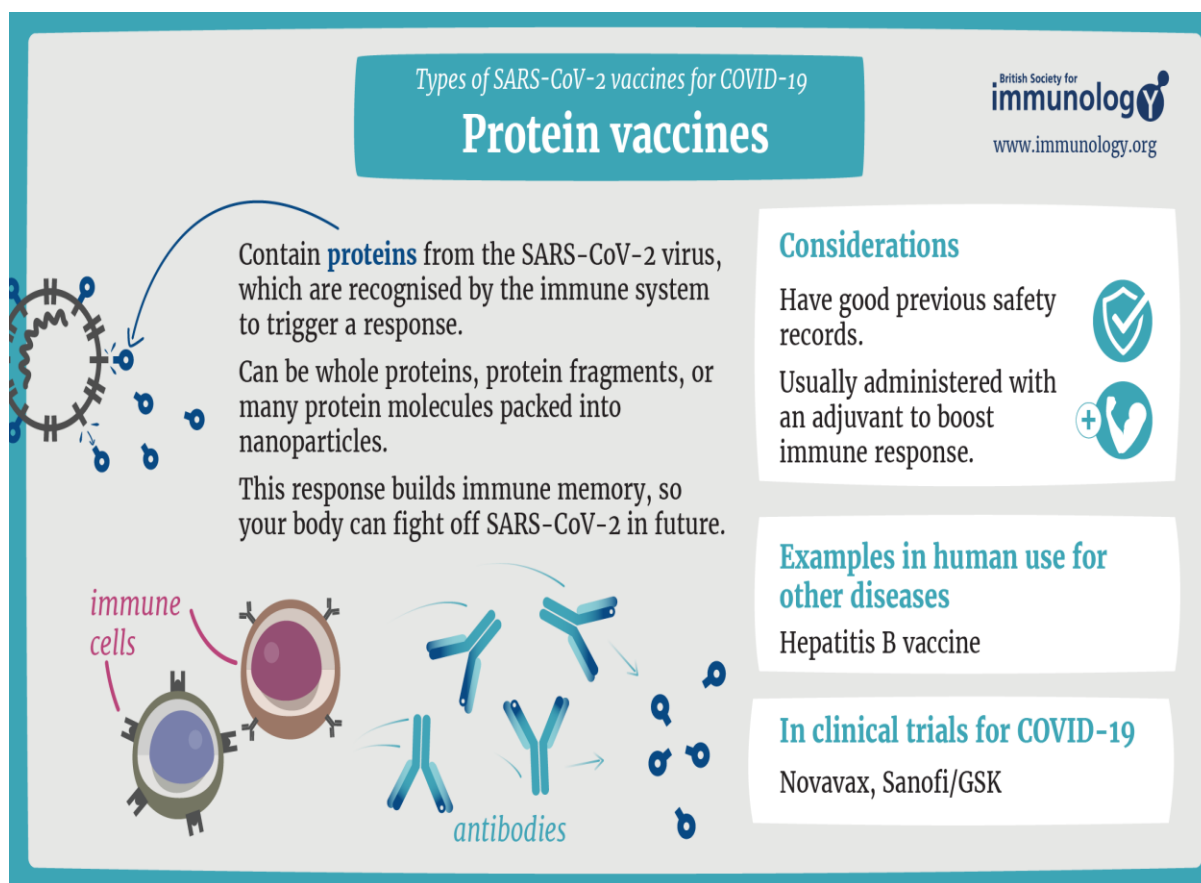 Types of SARS-CoV-2 vaccines for COVID-19
Protein vaccines
British Society for
immunology
www.immunology.org
Contain proteins from the SARS-CoV-2 virus,
which are recognised by the immune system
to trigger a response.
Can be whole proteins, protein fragments, or
many protein molecules packed into
nanoparticles.
This response builds immune memory, so
your body can fight off SARS-CoV-2 in future.
immune
cells
antibodies
Considerations
Have good previous safety
records.
Usually administered with
an adjuvant to boost
immune response.
Examples in human use for
other diseases
Hepatitis B vaccine
In clinical trials for COVID-19
Novavax, Sanofi/GSK